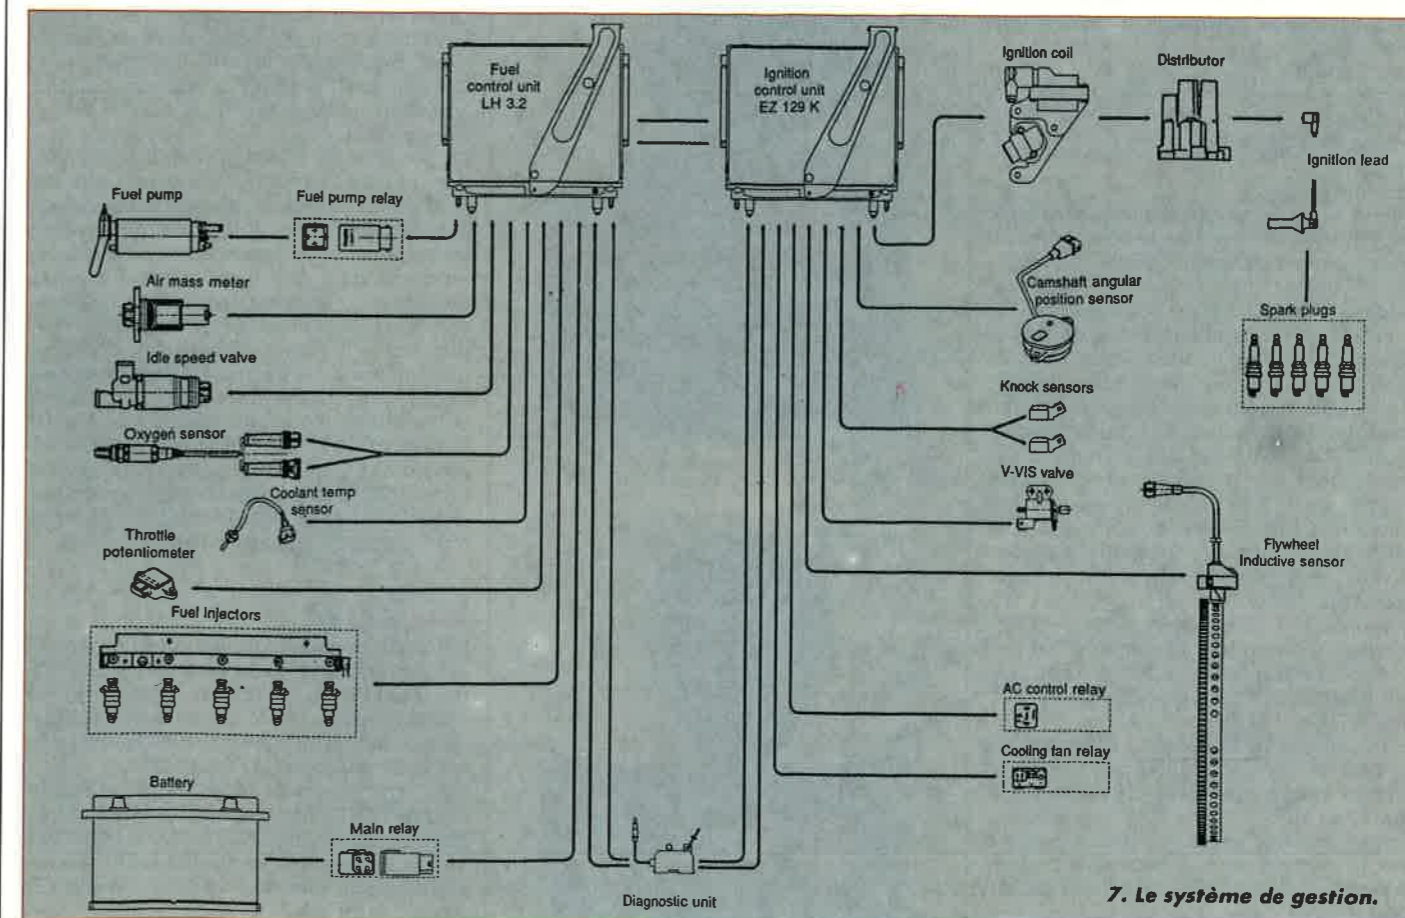 Fuel
control unit
LH 3.2
Ignition
control unit
EZ 129 K
Ignition coil
Distributor
Ignition lead
Fuel pump
Fuel pump relay
Air mass meter
Camshaft angular
position sensor
Spark plugs
Idle speed valve
Knock sensors
Oxygen sensor
V-VIS valve
Coolant temp
sensor
Throttle
potentiometer
Flywheel
Inductive sensor
Fuel Injectors
AC control relay
Cooling fan relay
Battery
Main relay
Diagnostic unit
7. Le système de gestion.